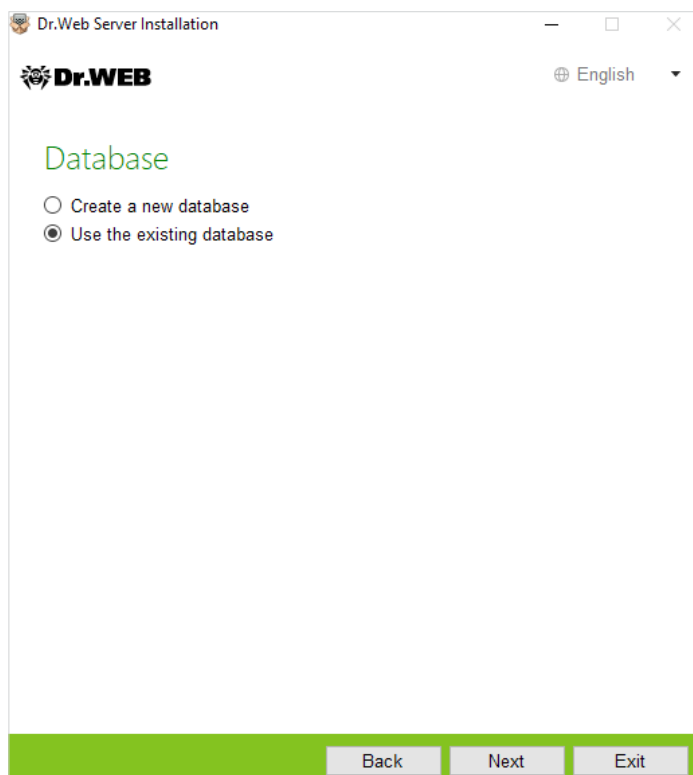 Dr.Web Server Installation
Dr.WEB
English
Database
Create a new database
Use the existing database
Back Next Exit